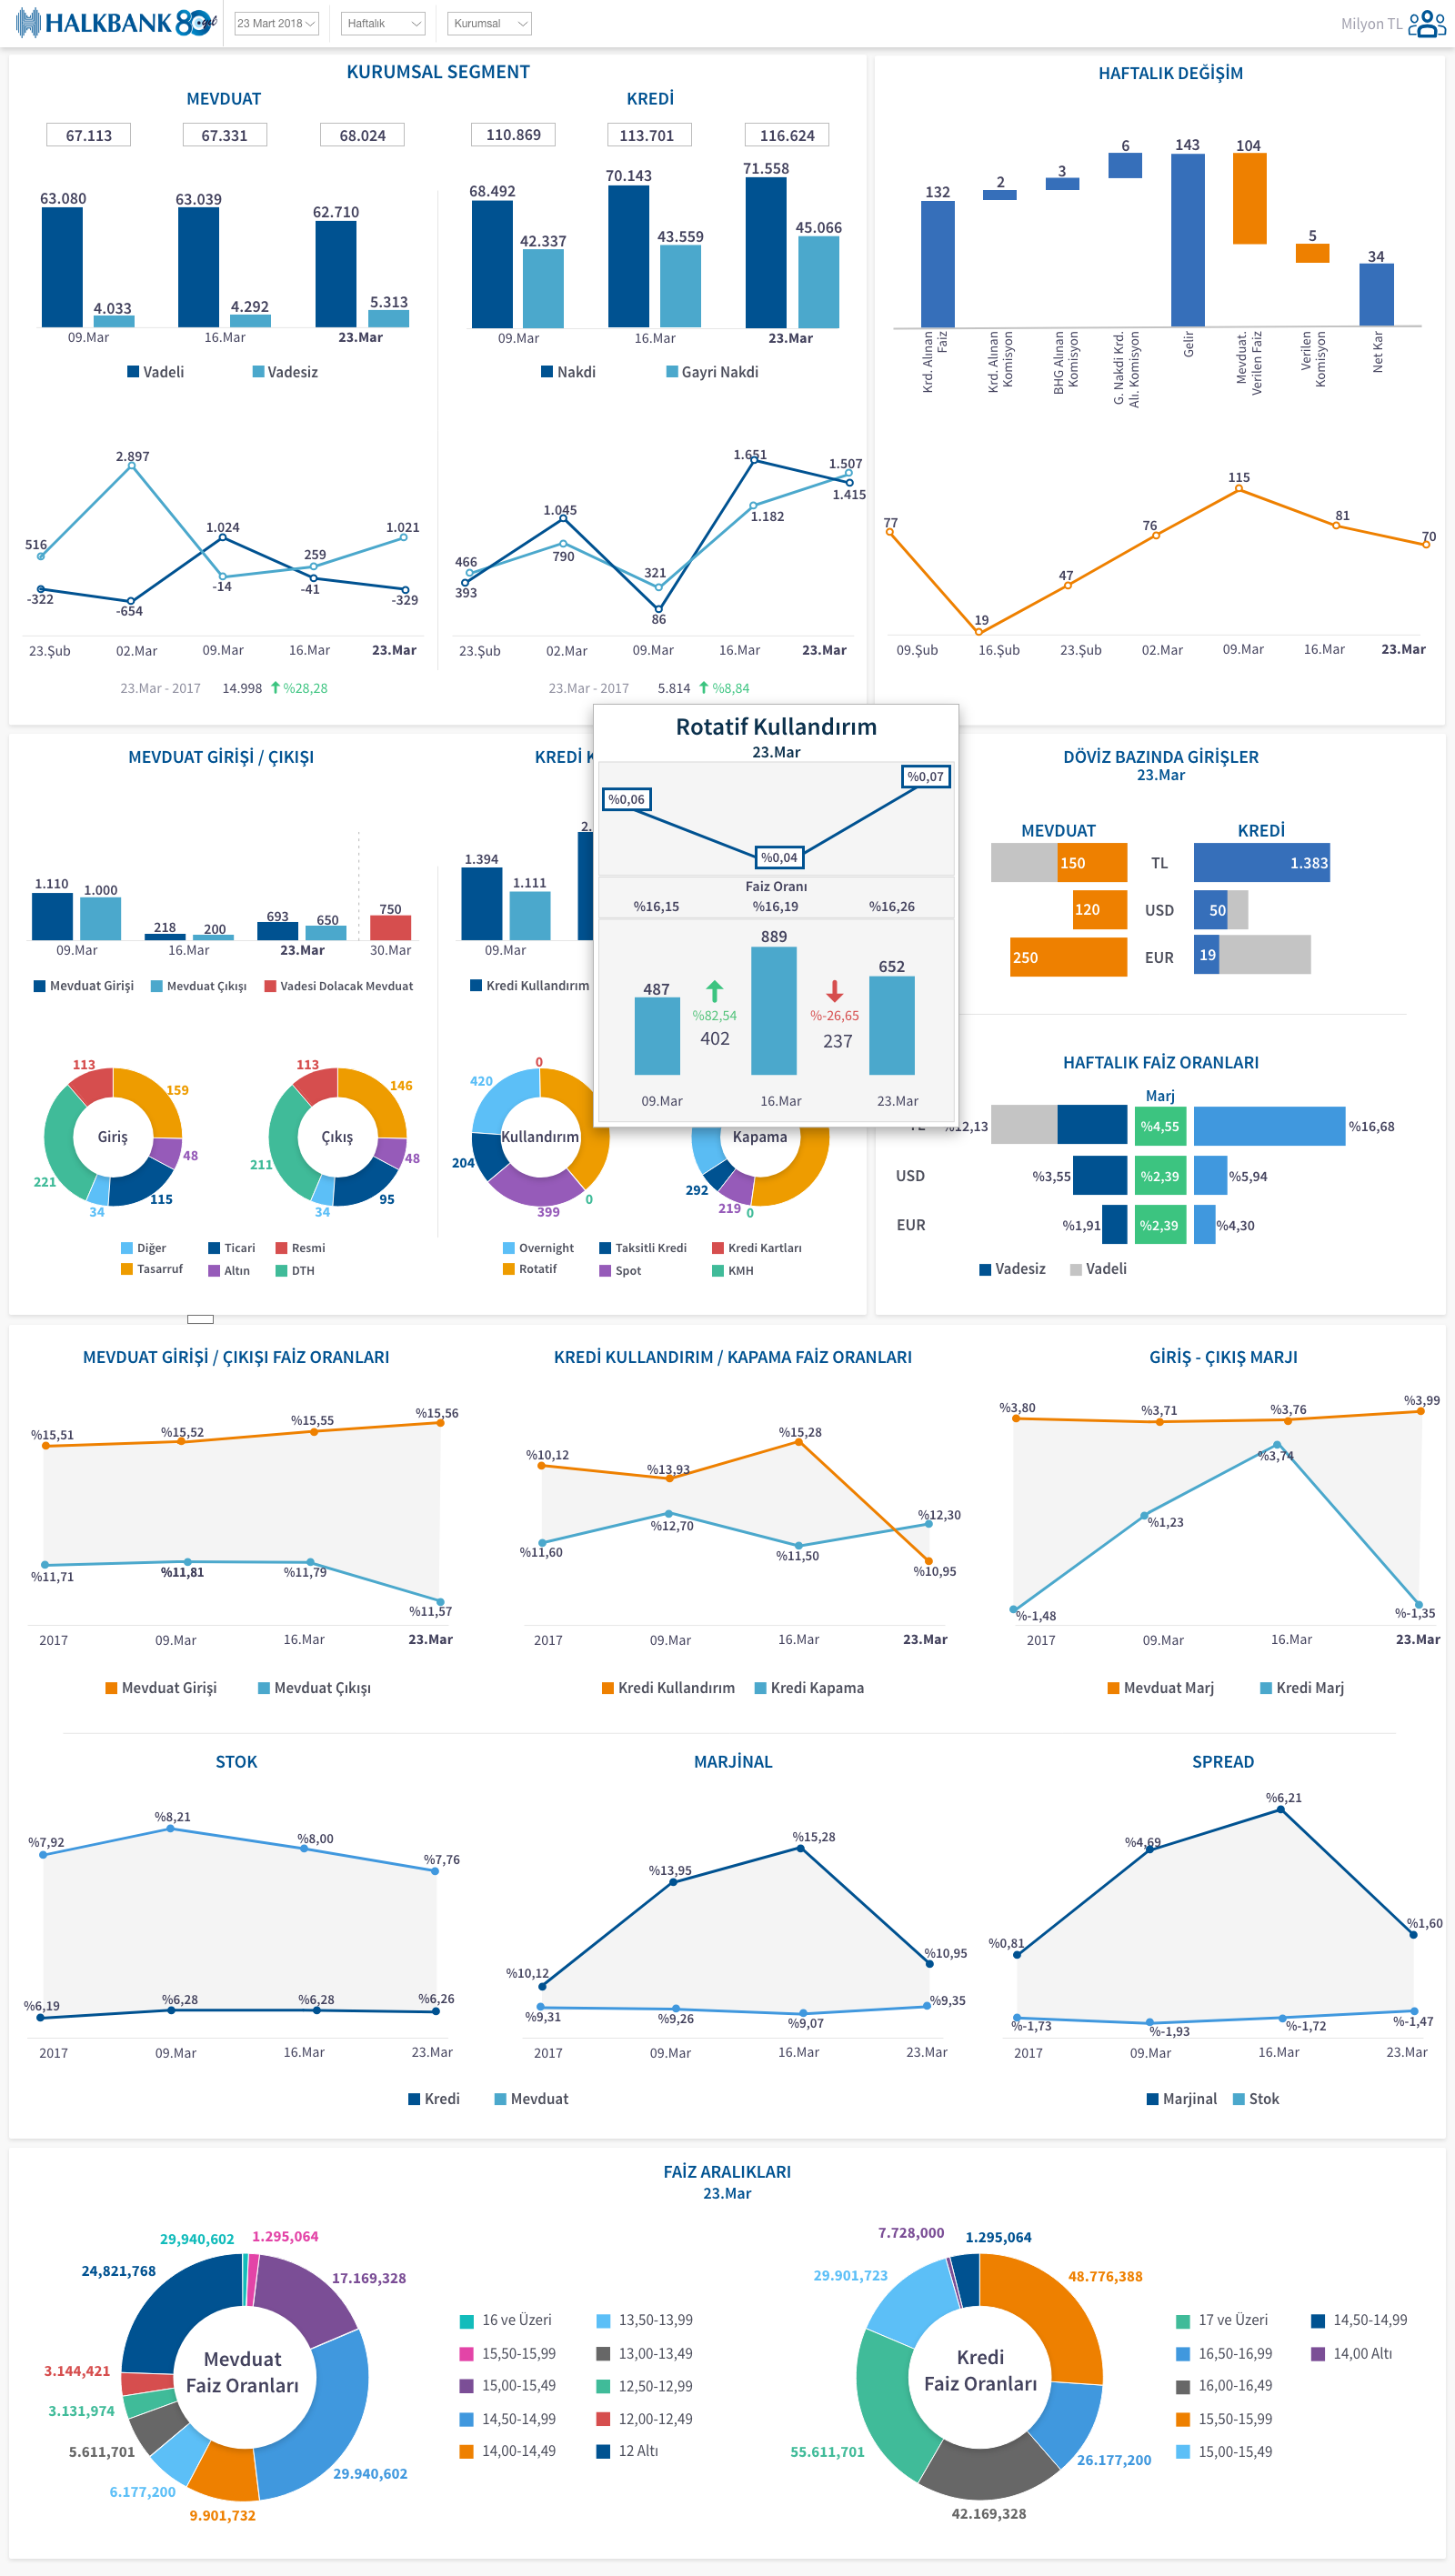 HALKBANK 80.yıl
23 Mart 2018
Haftalık
Kurumsal
Milyon TL
KURUMSAL SEGMENT
MEVDUAT
67.113 67.331 68.024
63.080 63.039 62.710
4.033 4.292 5.313
09.Mar 16.Mar 23.Mar
Vadeli Vadesiz
KREDİ
110.869 113.701 116.624
68.492 70.143 71.558
42.337 43.559 45.066
09.Mar 16.Mar 23.Mar
Nakdi Gayri Nakdi
516 2.897 1.024 259 1.021
-322 -654 -14 -41 -329
23.Şub 02.Mar 09.Mar 16.Mar 23.Mar
23.Mar - 2017 14.998 %28,28
466 1.045 321 1.651 1.507
393 790 86 1.182 1.415
23.Şub 02.Mar 09.Mar 16.Mar 23.Mar
23.Mar - 2017 5.814 %8,84
HAFTALIK DEĞİŞİM
132 2 3 6 143 104 5 34
Krd. Alınan Faiz
Krd. Alınan Komisyon
BHG Alınan Komisyon
G. Nakdi Krd. Alı. Komisyon
Gelir
Mevduat. Verilen Faiz
Verilen Komisyon
Net Kar
77 19 47 76 115 81 70
09.Şub 16.Şub 23.Şub 02.Mar 09.Mar 16.Mar 23.Mar
MEVDUAT GİRİŞİ / ÇIKIŞI
1.110 1.000 218 200 693 650 750
09.Mar 16.Mar 23.Mar 30.Mar
Mevduat Girişi Mevduat Çıkışı Vadesi Dolacak Mevduat
113 159 48 115 34 221
Giriş
113 146 48 95 34 211
Çıkış
Diğer Ticari Resmi
Tasarruf Altın DTH
KREDİ K
1.394 1.111 2.
09.Mar
Kredi Kullandırım
0 420 204 399 0
Kullandırım
292 219 0
Kapama
Overnight Taksitli Kredi Kredi Kartları
Rotatif Spot KMH
Rotatif Kullandırım
23.Mar
%0,06 %0,04 %0,07
Faiz Oranı
%16,15 %16,19 %16,26
487 889 652
%82,54 %-26,65
402 237
09.Mar 16.Mar 23.Mar
DÖVİZ BAZINDA GİRİŞLER
23.Mar
MEVDUAT KREDİ
150 TL 1.383
120 USD 50
250 EUR 19
HAFTALIK FAİZ ORANLARI
Marj
%12,13 %4,55 %16,68
USD %3,55 %2,39 %5,94
EUR %1,91 %2,39 %4,30
Vadesiz Vadeli
MEVDUAT GİRİŞİ / ÇIKIŞI FAİZ ORANLARI
%15,51 %15,52 %15,55 %15,56
%11,71 %11,81 %11,79 %11,57
2017 09.Mar 16.Mar 23.Mar
Mevduat Girişi Mevduat Çıkışı
KREDİ KULLANDIRIM / KAPAMA FAİZ ORANLARI
%10,12 %13,93 %15,28 %12,30
%11,60 %12,70 %11,50 %10,95
2017 09.Mar 16.Mar 23.Mar
Kredi Kullandırım Kredi Kapama
GİRİŞ - ÇIKIŞ MARJI
%3,80 %3,71 %3,76 %3,99
%-1,48 %1,23 %3,74 %-1,35
2017 09.Mar 16.Mar 23.Mar
Mevduat Marj Kredi Marj
STOK
%7,92 %8,21 %8,00 %7,76
%6,19 %6,28 %6,28 %6,26
2017 09.Mar 16.Mar 23.Mar
MARJİNAL
%10,12 %13,95 %15,28 %10,95
%9,31 %9,26 %9,07 %9,35
2017 09.Mar 16.Mar 23.Mar
Kredi Mevduat
SPREAD
%0,81 %4,69 %6,21 %1,60
%-1,73 %-1,93 %-1,72 %-1,47
2017 09.Mar 16.Mar 23.Mar
Marjinal Stok
FAİZ ARALIKLARI
23.Mar
29,940,602 1.295,064
24,821,768 17.169,328
3.144,421
3.131,974
5.611,701
6.177,200
9.901,732
29.940,602
Mevduat
Faiz Oranları
16 ve Üzeri 13,50-13,99
15,50-15,99 13,00-13,49
15,00-15,49 12,50-12,99
14,50-14,99 12,00-12,49
14,00-14,49 12 Altı
7.728,000 1.295,064
29.901,723 48.776,388
55.611,701 26.177,200
42.169,328
Kredi
Faiz Oranları
17 ve Üzeri 14,50-14,99
16,50-16,99 14,00 Altı
16,00-16,49
15,50-15,99
15,00-15,49